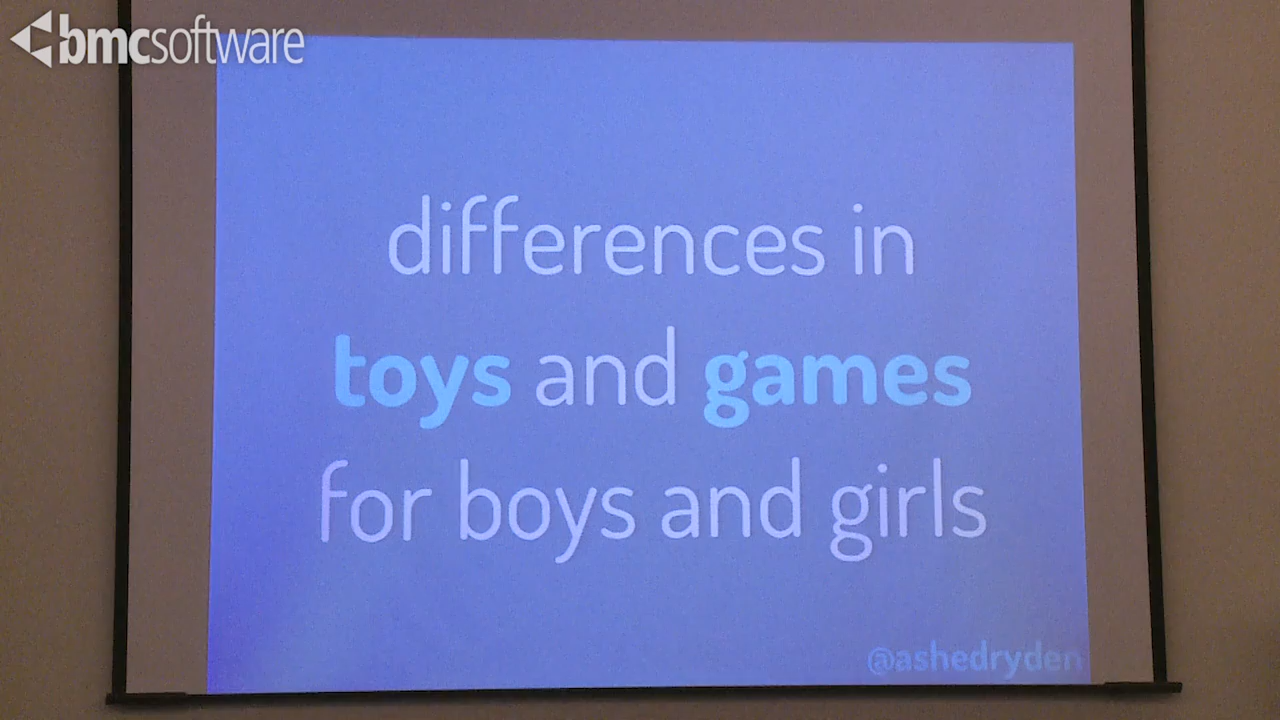 bmcsoftware
differences in
toys and games
for boys and girls
@ashedryden